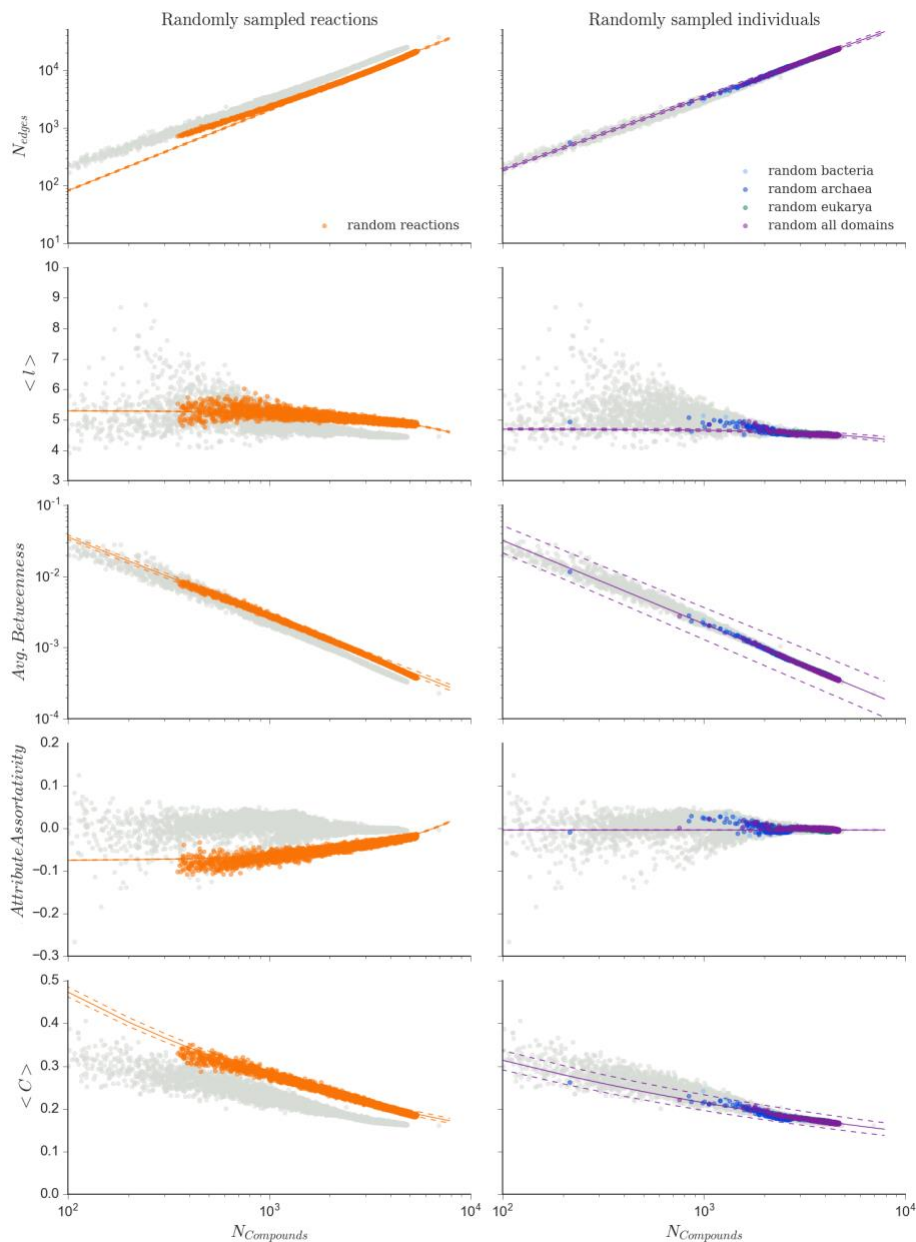 Randomly sampled reactions
Randomly sampled individuals
N_edges
10^4
10^3
10^2
10^1
random reactions
random bacteria
random archaea
random eukarya
random all domains
< l >
10
9
8
7
6
5
4
3
Avg. Betweenness
10^-1
10^-2
10^-3
10^-4
AttributeAssortativity
0.2
0.1
0.0
−0.1
−0.2
−0.3
< C >
0.5
0.4
0.3
0.2
0.1
0.0
10^2 10^3 10^4
10^2 10^3 10^4
N_Compounds
N_Compounds